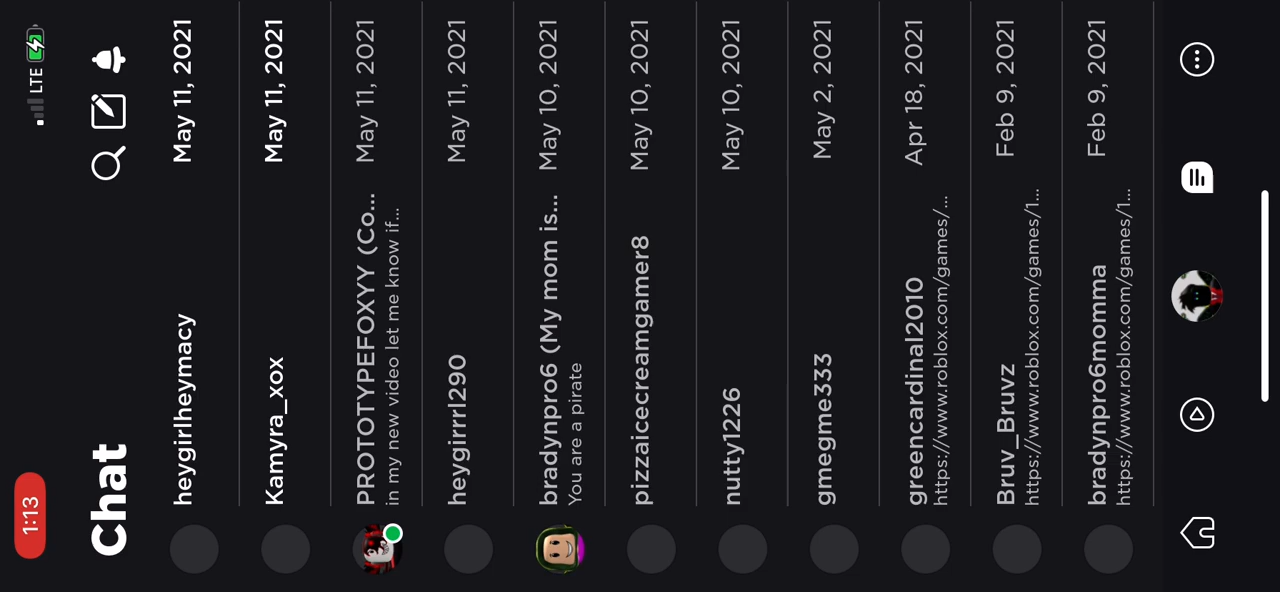 1:13
LTE
Chat
heygirlheymacy
May 11, 2021
Kamyra_xox
May 11, 2021
PROTOTYPEFOXYY (Co...
May 11, 2021
in my new video let me know if...
heygirrrl290
May 11, 2021
bradynpro6 (My mom is...
May 10, 2021
You are a pirate
pizzaicecreamgamer8
May 10, 2021
nutty1226
May 10, 2021
gmegme333
May 2, 2021
greencardinal2010
Apr 18, 2021
https://www.roblox.com/games/...
Bruv_Bruvz
Feb 9, 2021
https://www.roblox.com/games/1...
bradynpro6momma
Feb 9, 2021
https://www.roblox.com/games/1...